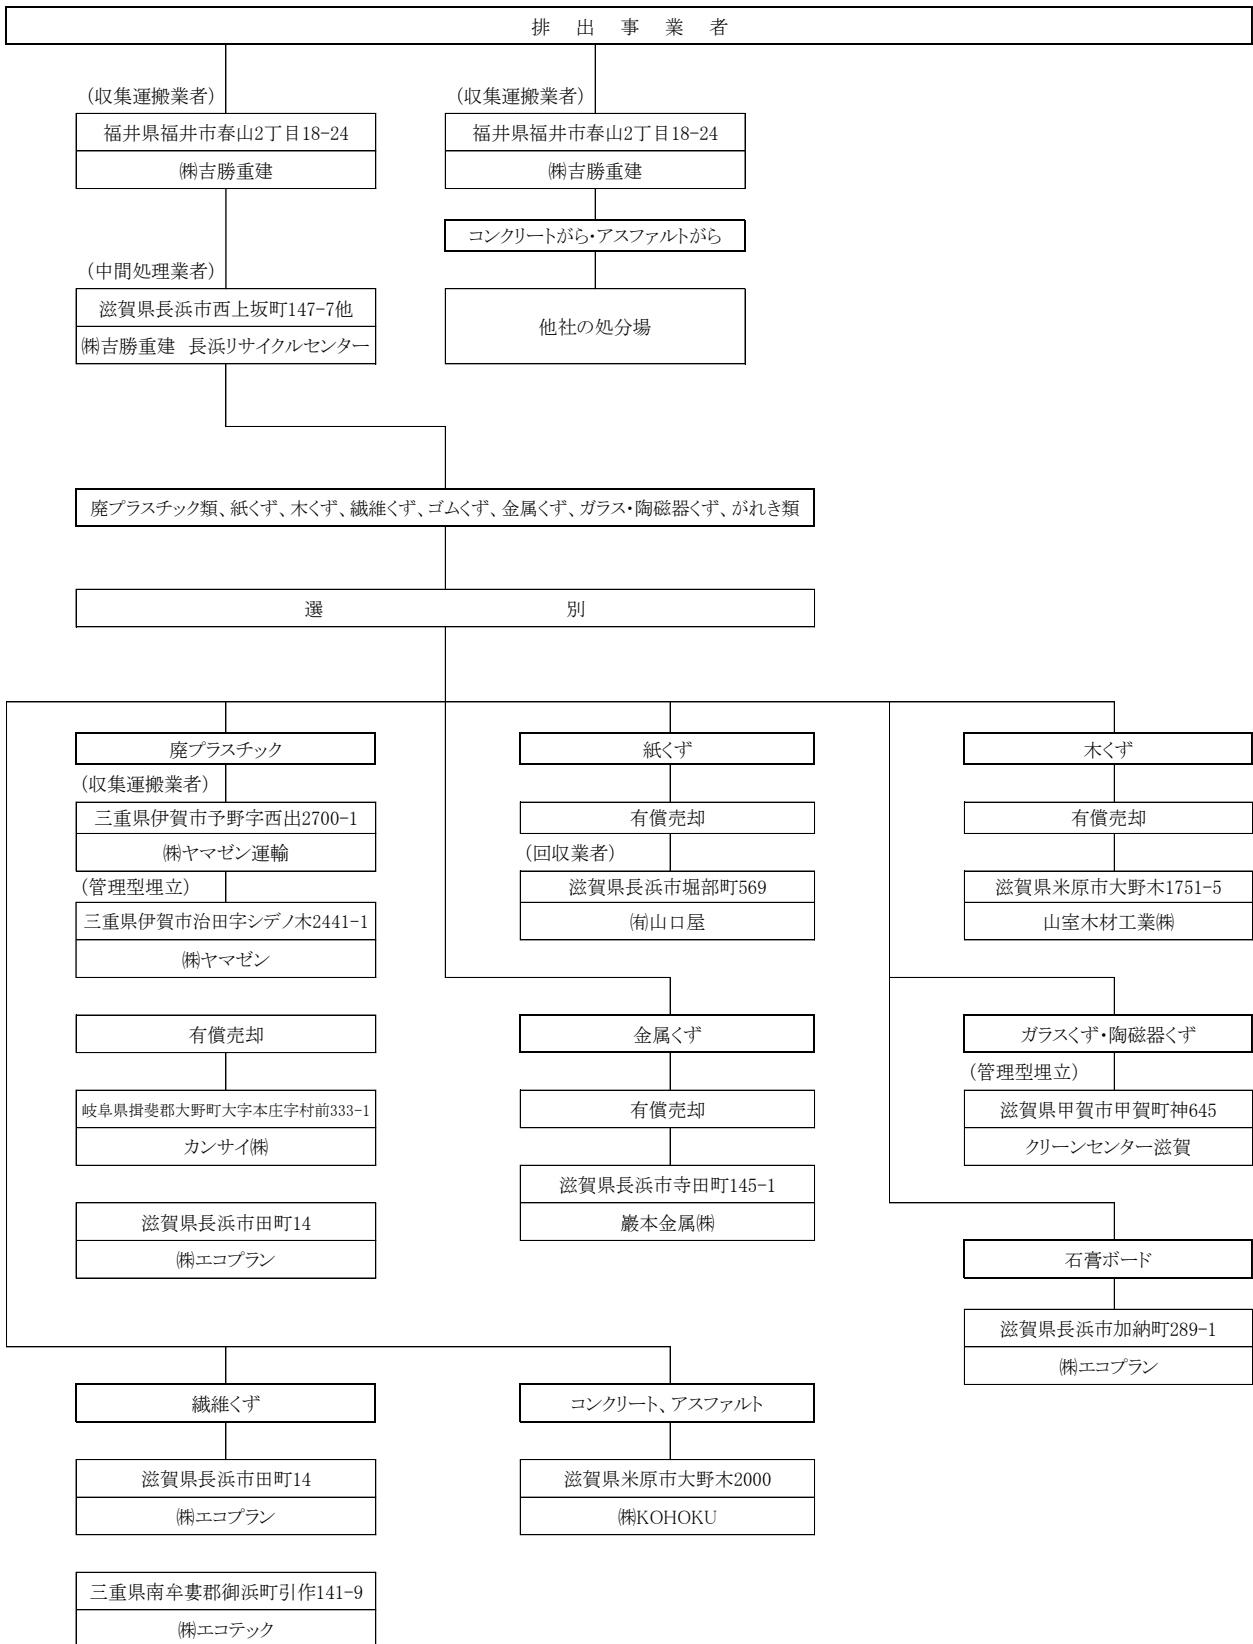 排出事業者
（収集運搬業者）
福井県福井市春山2丁目18-24
㈱吉勝重建
（中間処理業者）
滋賀県長浜市西上坂町147-7他
㈱吉勝重建　長浜リサイクルセンター
（収集運搬業者）
福井県福井市春山2丁目18-24
㈱吉勝重建
コンクリートがら・アスファルトがら
他社の処分場
廃プラスチック類、紙くず、木くず、繊維くず、ゴムくず、金属くず、ガラス・陶磁器くず、がれき類
選別
廃プラスチック
（収集運搬業者）
三重県伊賀市予野字西出2700-1
㈱ヤマゼン運輸
（管理型埋立）
三重県伊賀市治田字シデノ木2441-1
㈱ヤマゼン
有償売却
岐阜県揖斐郡大野町大字本庄字村前333-1
カンサイ㈱
滋賀県長浜市田町14
㈱エコプラン
紙くず
有償売却
（回収業者）
滋賀県長浜市堀部町569
㈲山口屋
金属くず
有償売却
滋賀県長浜市寺田町145-1
巖本金属㈱
木くず
有償売却
滋賀県米原市大野木1751-5
山室木材工業㈱
ガラスくず・陶磁器くず
（管理型埋立）
滋賀県甲賀市甲賀町神645
クリーンセンター滋賀
石膏ボード
滋賀県長浜市加納町289-1
㈱エコプラン
繊維くず
滋賀県長浜市田町14
㈱エコプラン
三重県南牟婁郡御浜町引作141-9
㈱エコテック
コンクリート、アスファルト
滋賀県米原市大野木2000
㈱KOHOKU